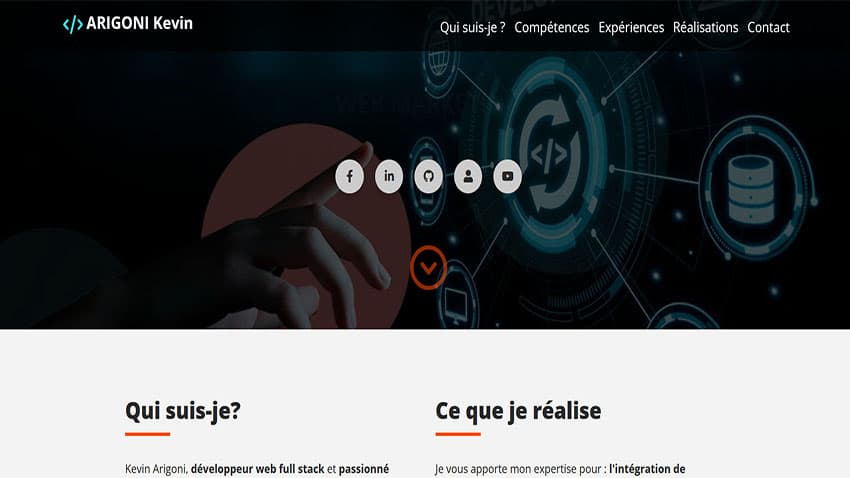 </> ARIGONI Kevin
Qui suis-je ? Compétences Expériences Réalisations Contact
</>
Qui suis-je?
Ce que je réalise
Kevin Arigoni, développeur web full stack et passionné
Je vous apporte mon expertise pour : l'intégration de